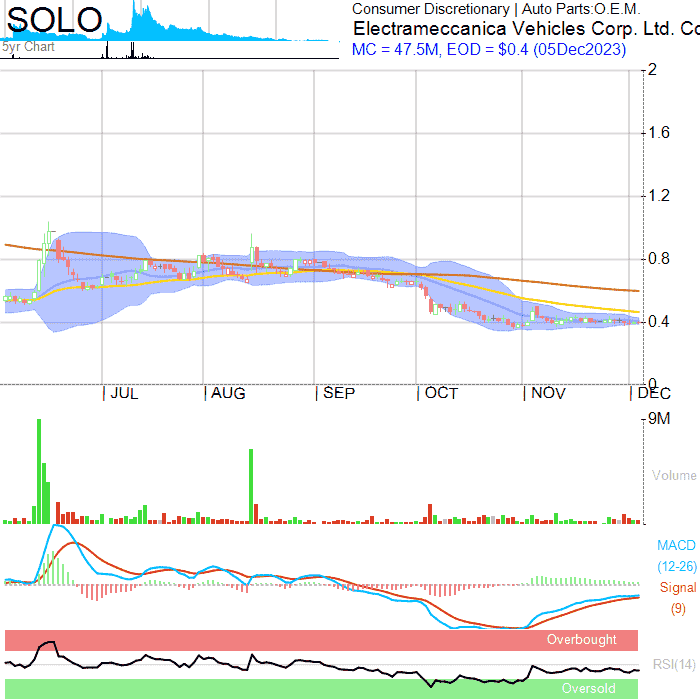 SOLO
5yr Chart
Consumer Discretionary | Auto Parts:O.E.M.
Electrameccanica Vehicles Corp. Ltd. Co
MC = 47.5M, EOD = $0.4 (05Dec2023)
2
1.6
1.2
0.8
0.4
0
JUL AUG SEP OCT NOV DEC
9M
Volume
MACD
(12-26)
Signal
(9)
Overbought
RSI(14)
Oversold